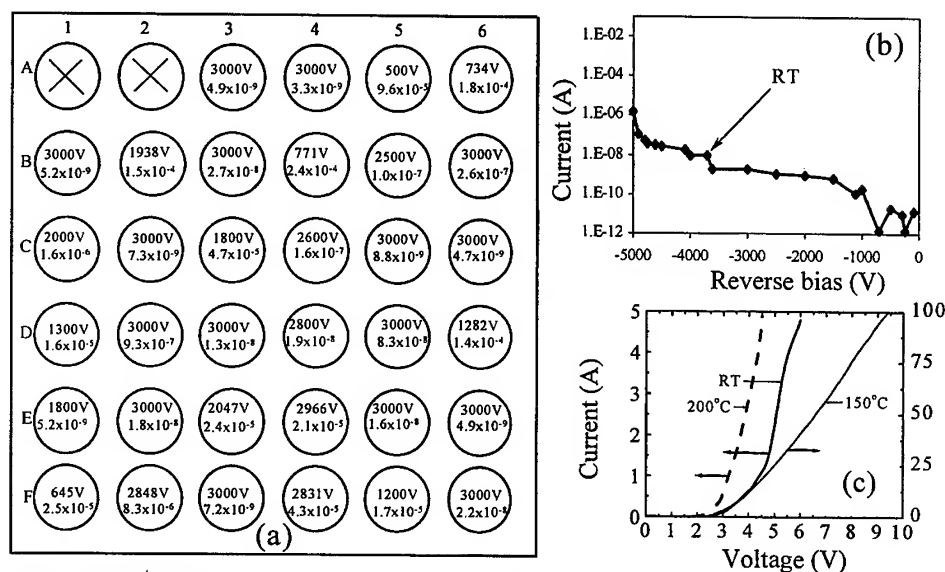 1 2 3 4 5 6
A
3000V 3000V 500V 734V
4.9x10-9 3.3x10-9 9.6x10-5 1.8x10-4
B
3000V 1938V 3000V 771V 2500V 3000V
5.2x10-9 1.5x10-4 2.7x10-8 2.4x10-4 1.0x10-7 2.6x10-7
C
2000V 3000V 1800V 2600V 3000V 3000V
1.6x10-6 7.3x10-9 4.7x10-5 1.6x10-7 8.8x10-9 4.7x10-9
D
1300V 3000V 3000V 2800V 3000V 1282V
1.6x10-5 9.3x10-7 1.3x10-8 1.9x10-8 8.3x10-8 1.4x10-4
E
1800V 3000V 2047V 2966V 3000V 3000V
5.2x10-9 1.8x10-8 2.4x10-5 2.1x10-5 1.6x10-8 4.9x10-9
F
645V 2848V 3000V 2831V 1200V 3000V
2.5x10-5 8.3x10-6 7.2x10-9 4.3x10-5 1.7x10-5 2.2x10-8
(a)
(b)
Current (A)
1.E-02
1.E-04
1.E-06
1.E-08
1.E-10
1.E-12
RT
-5000 -4000 -3000 -2000 -1000 0
Reverse bias (V)
(c)
Current (A)
5
4
3
2
1
0
100
75
50
25
0
RT
200°C
150°C
0 1 2 3 4 5 6 7 8 9 10
Voltage (V)